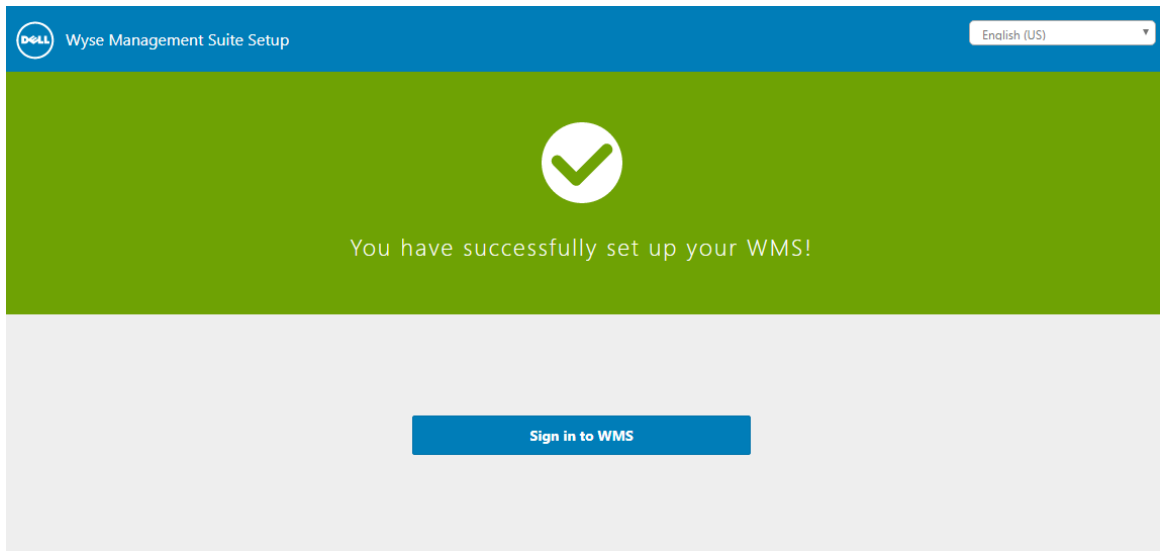 DELL
Wyse Management Suite Setup
English (US)
You have successfully set up your WMS!
Sign in to WMS